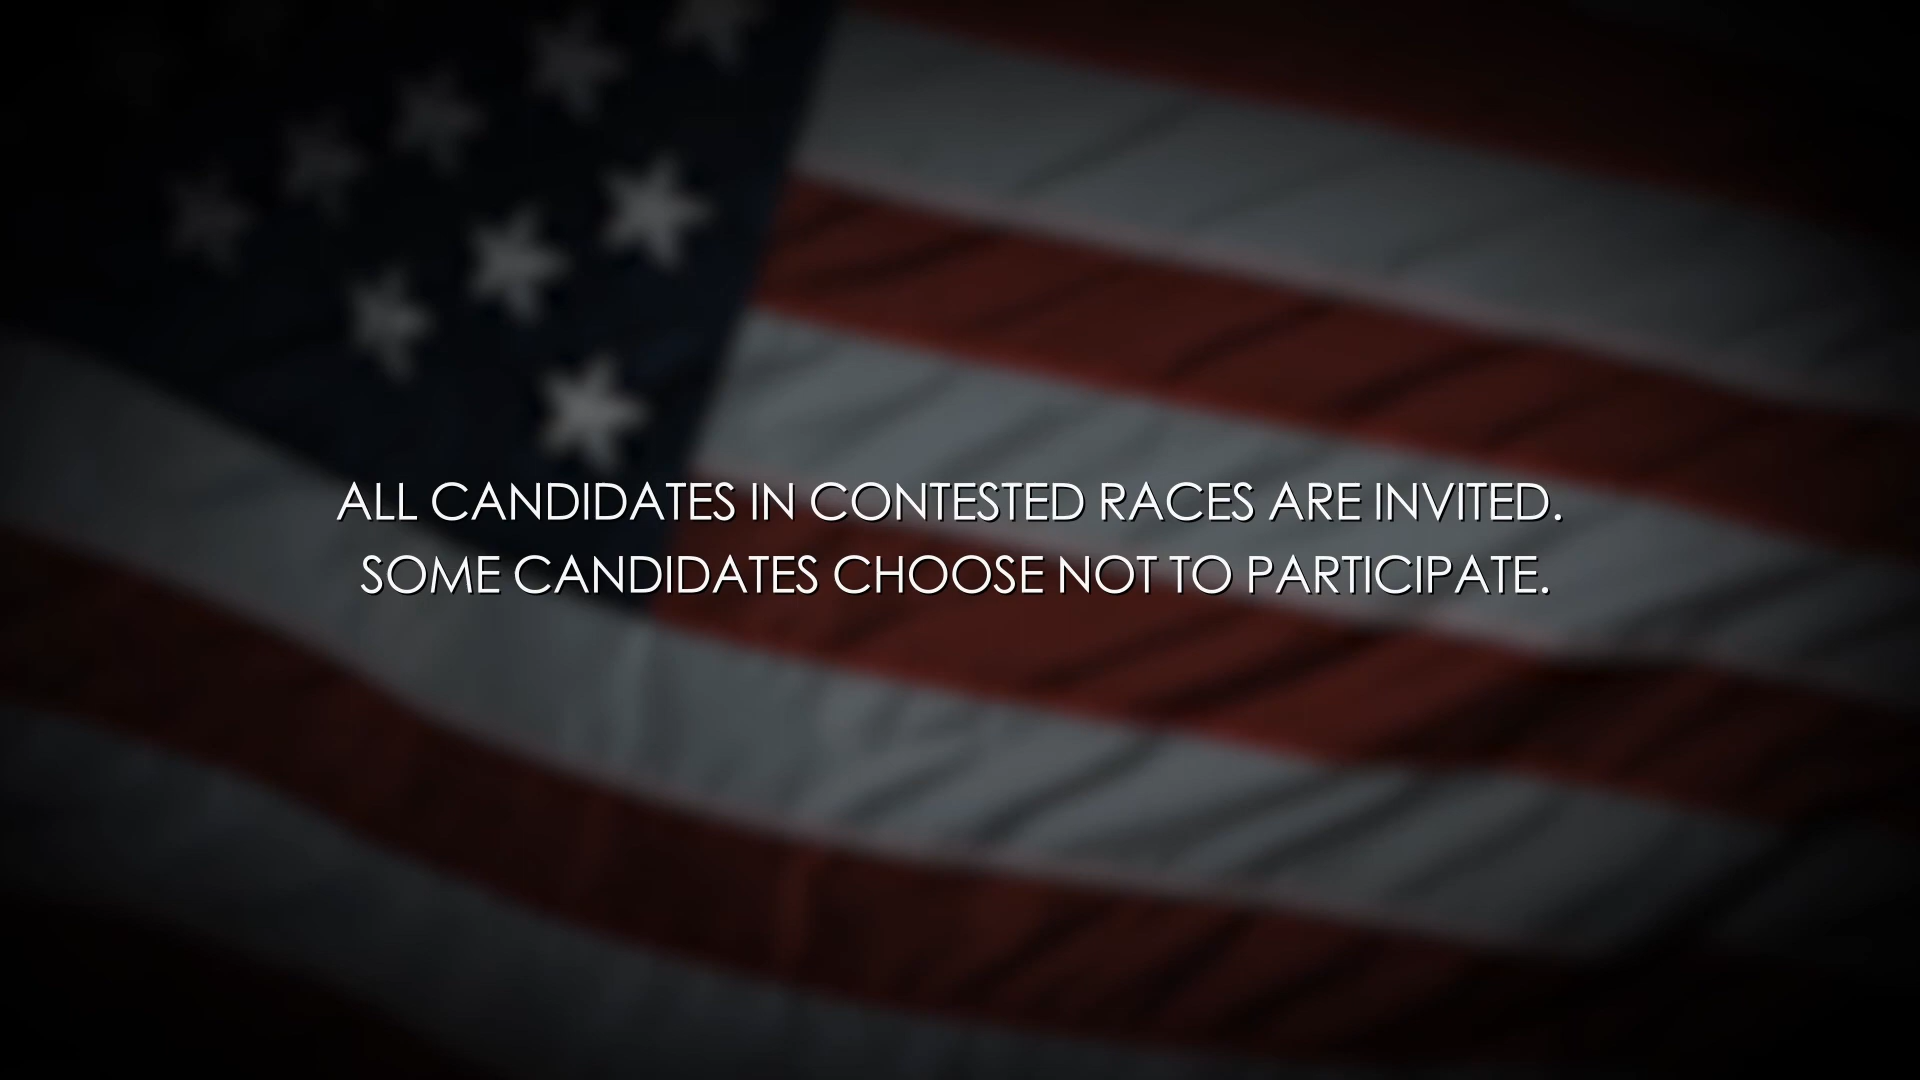 ALL CANDIDATES IN CONTESTED RACES ARE INVITED.
SOME CANDIDATES CHOOSE NOT TO PARTICIPATE.